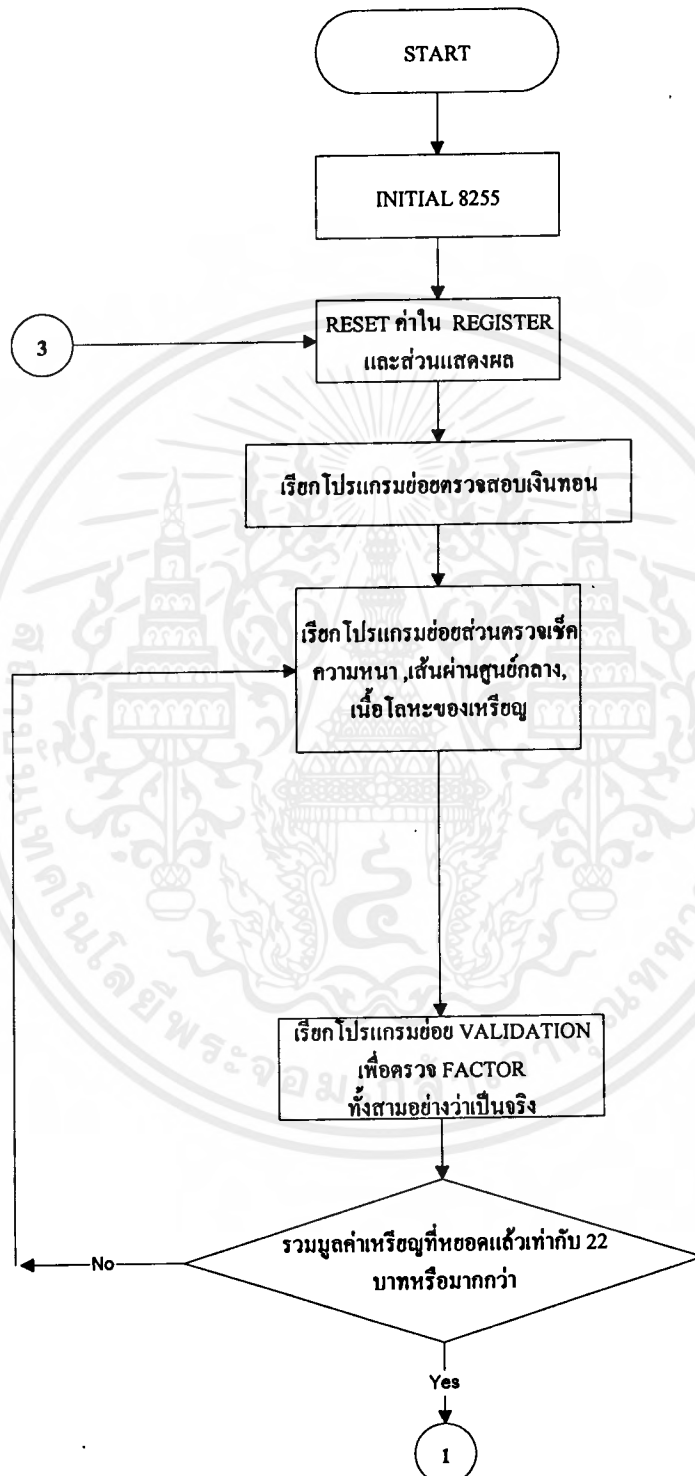 START
INITIAL 8255
3
RESET ค่าใน REGISTER
และส่วนแสดงผล
เรียกโปรแกรมย่อยตรวจสอบเงินทอน
เรียกโปรแกรมย่อยส่วนตรวจเช็ค
ความหนา ,เส้นผ่านศูนย์กลาง,
เนื้อโลหะของเหรียญ
เรียกโปรแกรมย่อย VALIDATION
เพื่อตรวจ FACTOR
ทั้งสามอย่างว่าเป็นจริง
รวมมูลค่าเหรียญที่หยอดแล้วเท่ากับ 22
บาทหรือมากกว่า
No
Yes
1